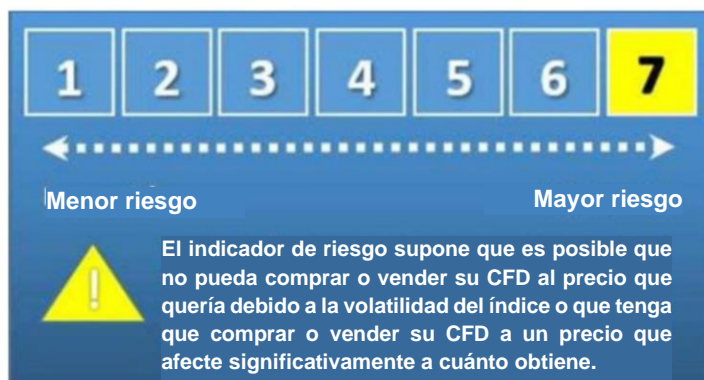 1 2 3 4 5 6 7
Menor riesgo Mayor riesgo
!
El indicador de riesgo supone que es posible que
no pueda comprar o vender su CFD al precio que
quería debido a la volatilidad del índice o que tenga
que comprar o vender su CFD a un precio que
afecte significativamente a cuánto obtiene.